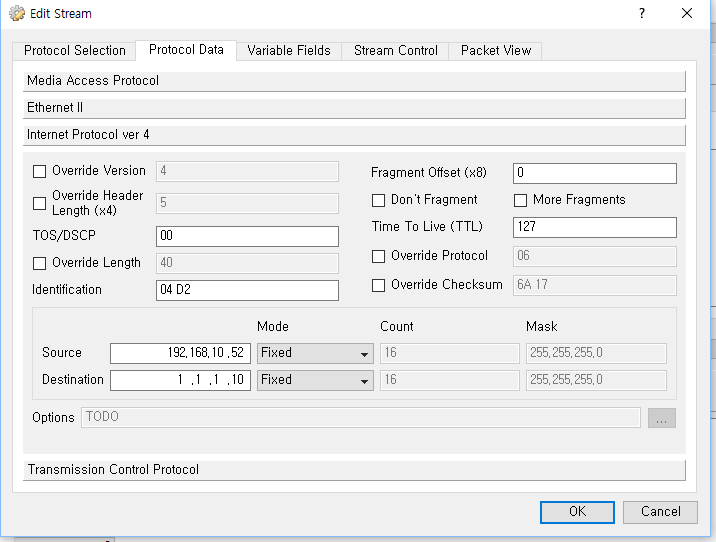 Edit Stream
? ×
Protocol Selection Protocol Data Variable Fields Stream Control Packet View
Media Access Protocol
Ethernet II
Internet Protocol ver 4
Override Version 4
Fragment Offset (x8) 0
Override Header
Length (x4) 5
Don't Fragment More Fragments
TOS/DSCP 00
Time To Live (TTL) 127
Override Length 40
Override Protocol 06
Identification 04 D2
Override Checksum 6A 17
Mode Count Mask
Source 192,168,10 ,52 Fixed 16 255,255,255,0
Destination 1 ,1 ,1 ,10 Fixed 16 255,255,255,0
Options TODO ...
Transmission Control Protocol
OK Cancel